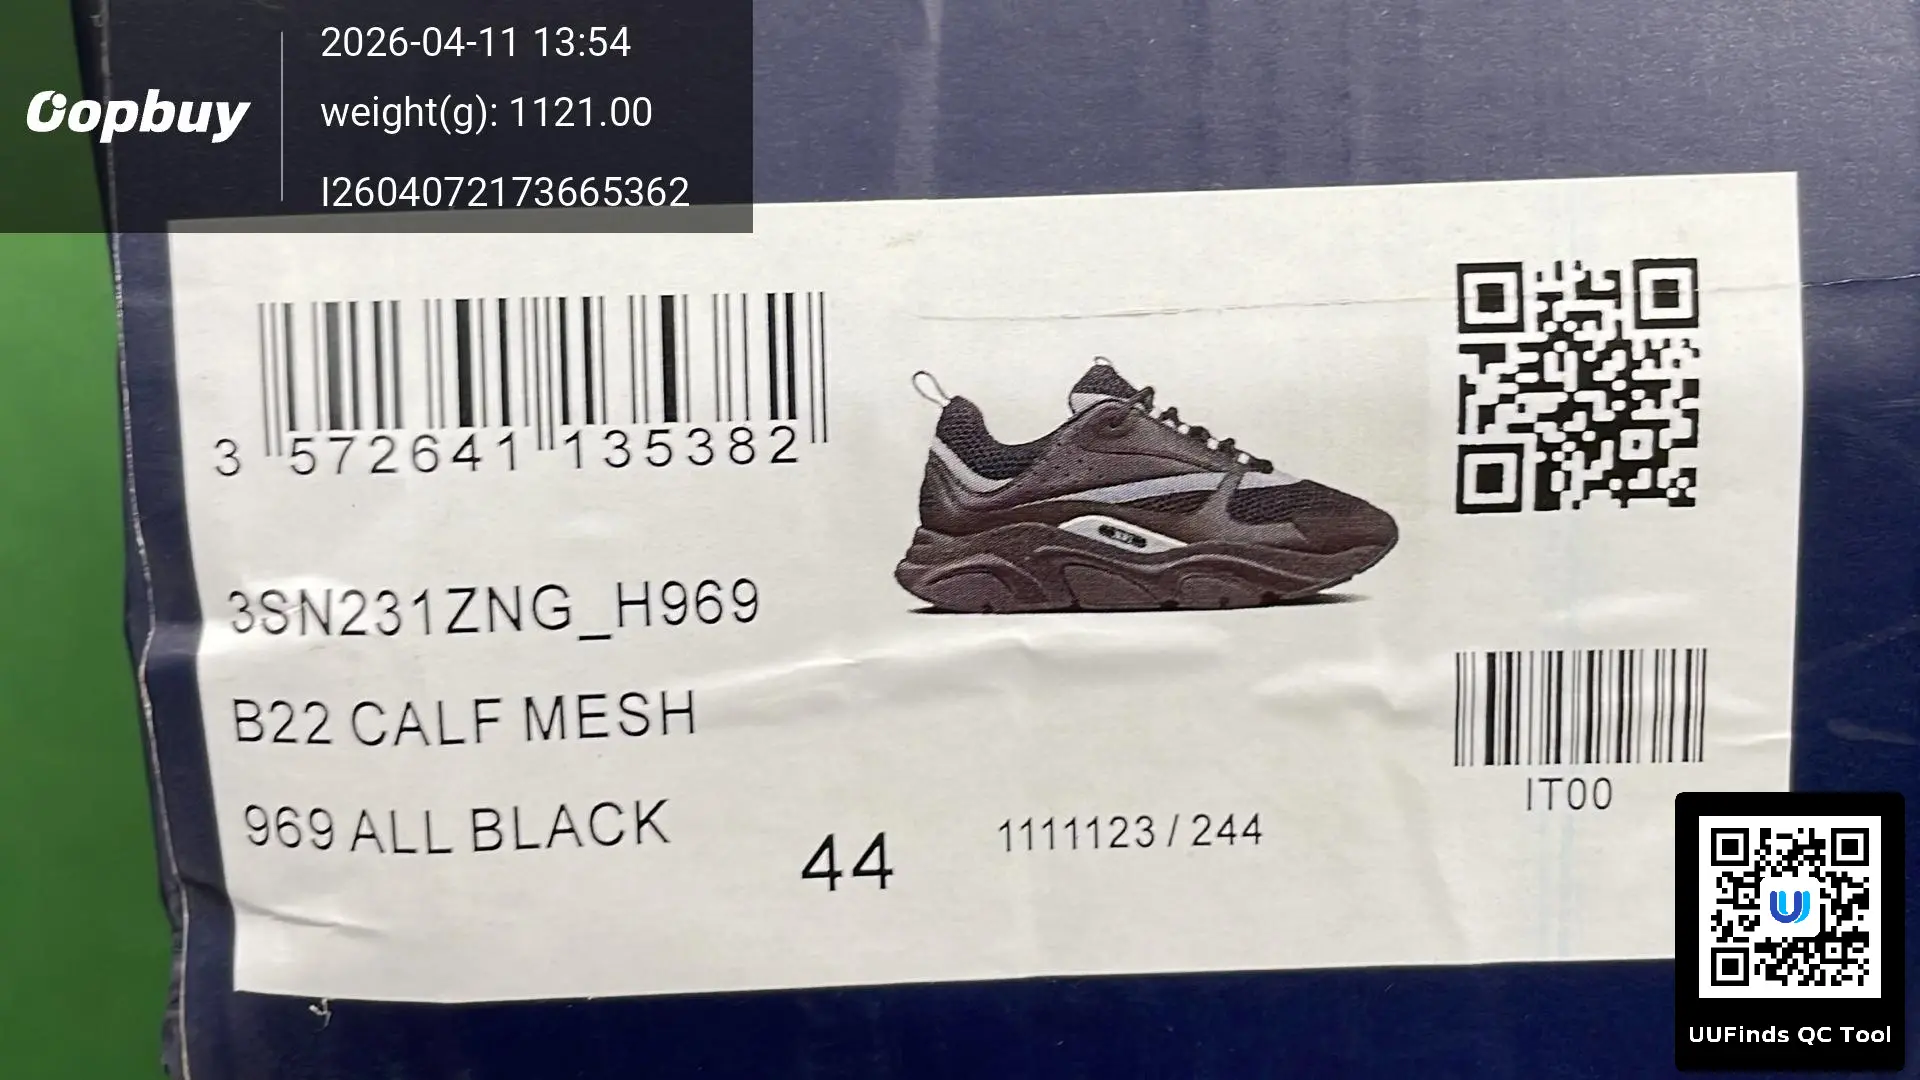 Oopbuy
2026-04-11 13:54
weight(g): 1121.00
I2604072173665362
3 572641 135382
3SN231ZNG_H969
B22 CALF MESH
969 ALL BLACK
44
1111123 / 244
IT00
UUFinds QC Tool